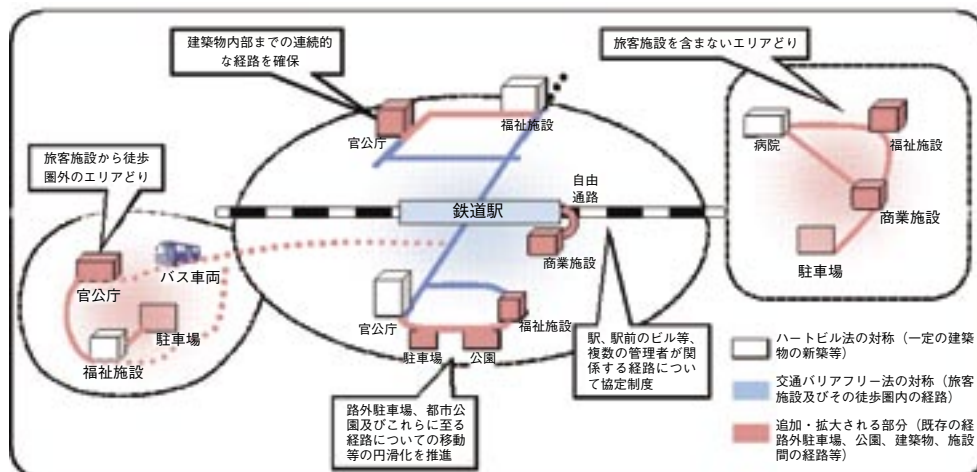 建築物内部までの連続的
な経路を確保
旅客施設を含まないエリアどり
官公庁
福祉施設
病院
福祉施設
商業施設
駐車場
旅客施設から徒歩
圏外のエリアどり
自由
通路
鉄道駅
商業施設
官公庁
バス車両
駐車場
福祉施設
官公庁
福祉施設
駐車場
公園
駅、駅前のビル等、
複数の管理者が
関係する経路につ
いて協定制度
路外駐車場、都市公
園及びこれらに至る
経路についての移動
等の円滑化を推進
ハートビル法の対称（一定の建築
物の新築等）
交通バリアフリー法の対称（旅客
施設及びその徒歩圏内の経路）
追加・拡大される部分（既存の経
路外駐車場、公園、建築物、施設
間の経路等）